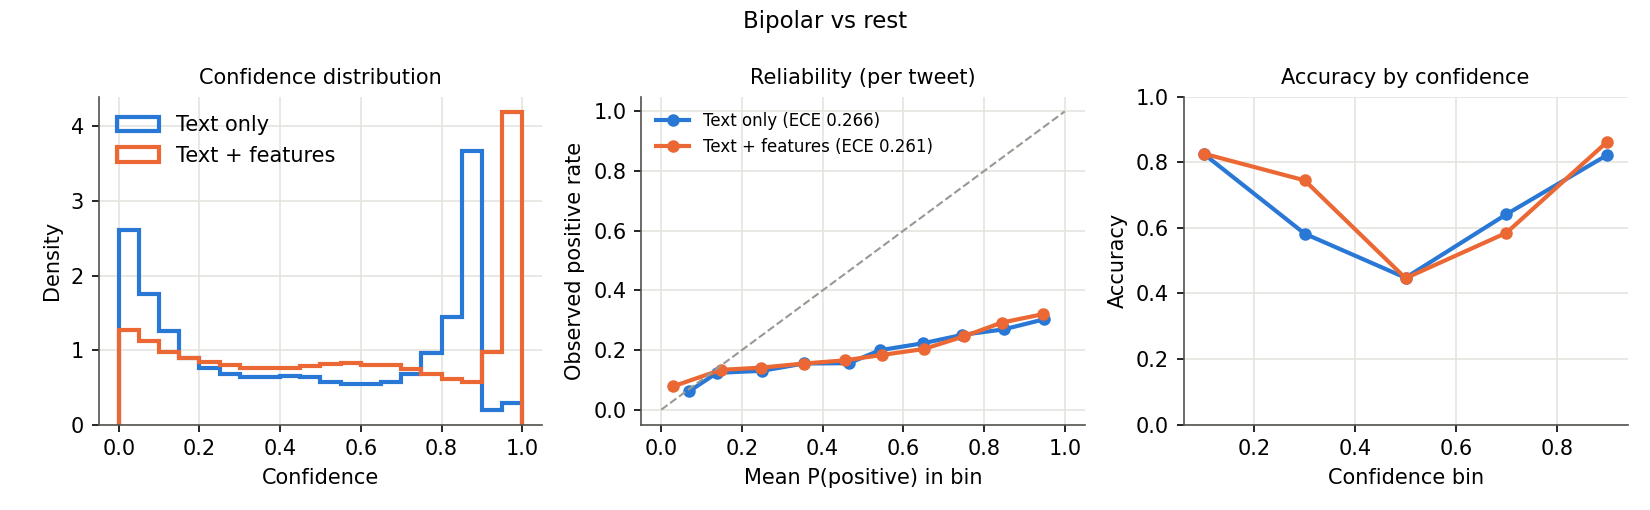 Bipolar vs rest
Confidence distribution
Text only
Text + features
Density
0
1
2
3
4
0.0 0.2 0.4 0.6 0.8 1.0
Confidence
Reliability (per tweet)
Text only (ECE 0.266)
Text + features (ECE 0.261)
Observed positive rate
1.0
0.8
0.6
0.4
0.2
0.0
0.0 0.2 0.4 0.6 0.8 1.0
Mean P(positive) in bin
Accuracy by confidence
Accuracy
1.0
0.8
0.6
0.4
0.2
0.0
0.2 0.4 0.6 0.8
Confidence bin